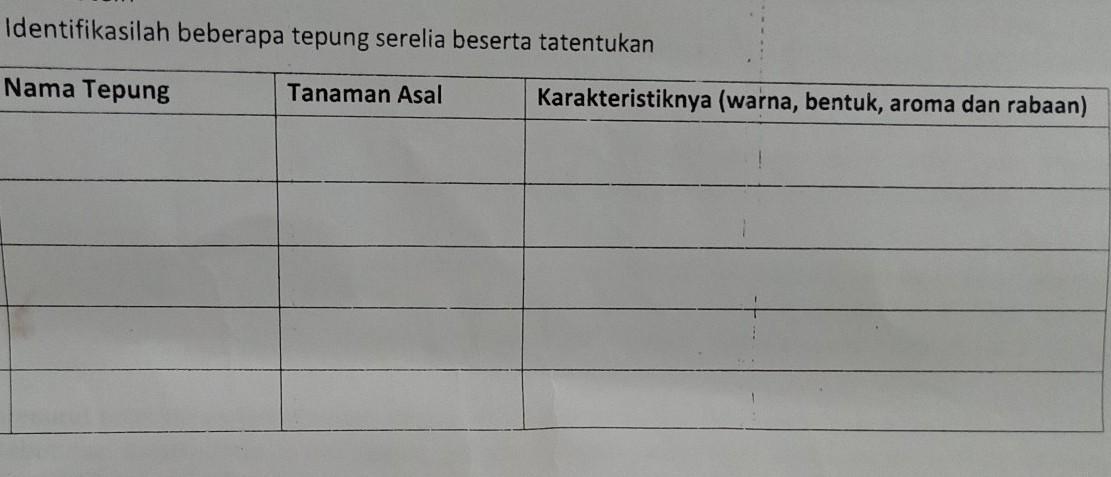 Identifikasilah beberapa tepung serelia beserta tatentukan
Nama Tepung Tanaman Asal Karakteristiknya (warna, bentuk, aroma dan rabaan)